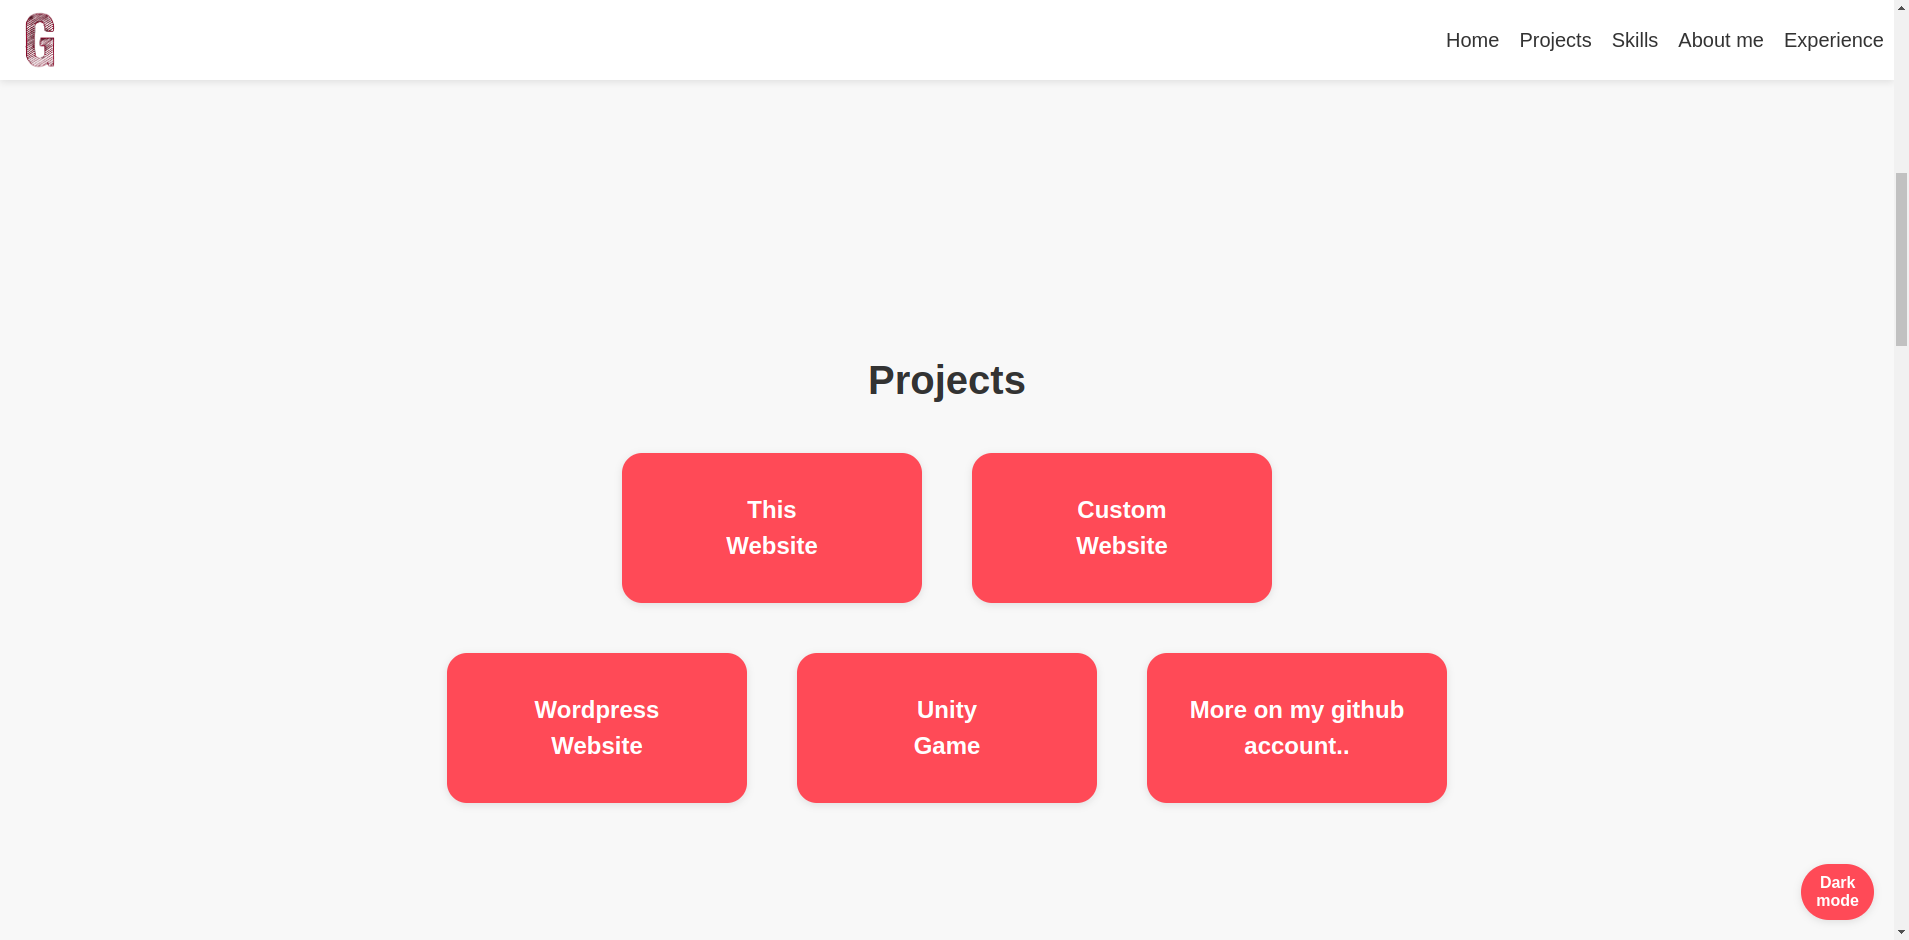 G
Home Projects Skills About me Experience
Projects
This
Website
Custom
Website
Wordpress
Website
Unity
Game
More on my github
account..
Dark
mode